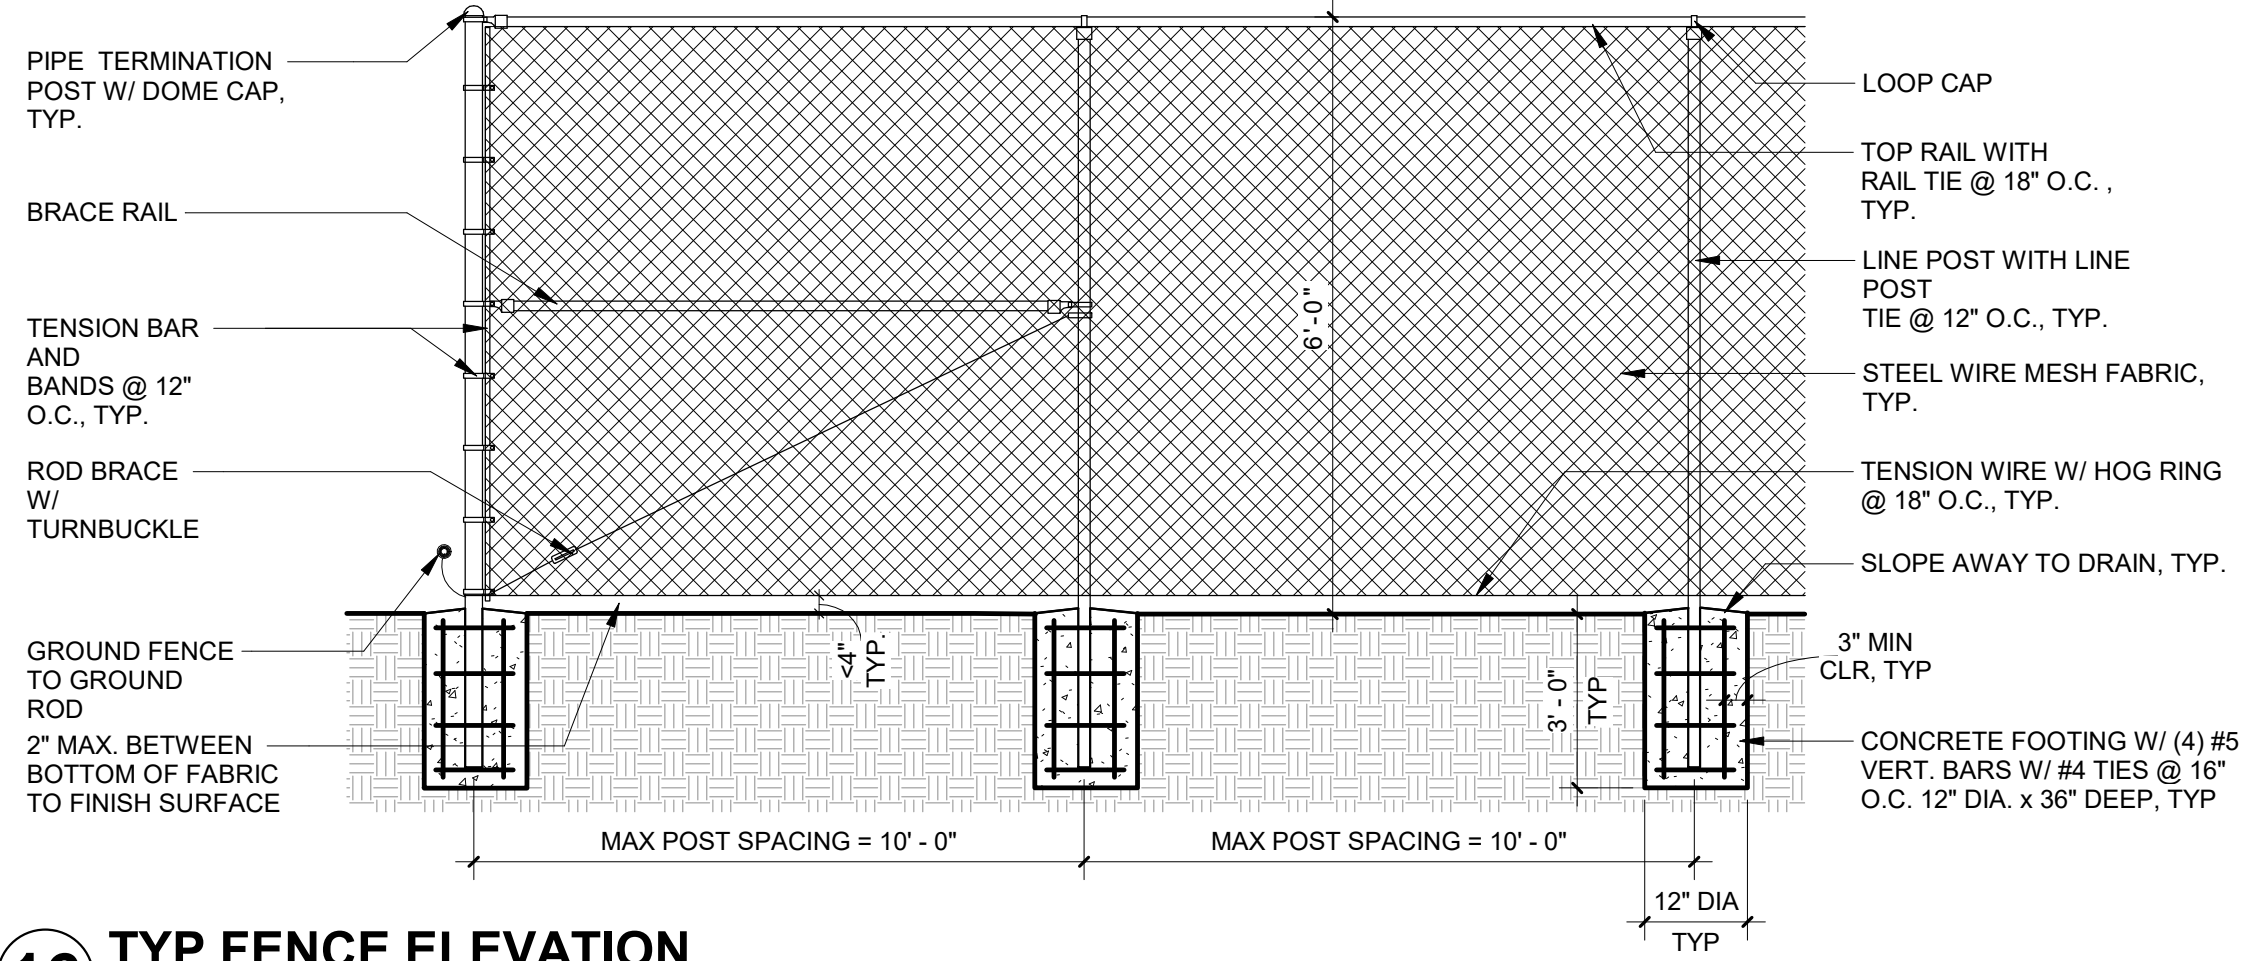 PIPE TERMINATION
POST W/ DOME CAP,
TYP.
BRACE RAIL
TENSION BAR
AND
BANDS @ 12"
O.C., TYP.
ROD BRACE
W/
TURNBUCKLE
GROUND FENCE
TO GROUND
ROD
2" MAX. BETWEEN
BOTTOM OF FABRIC
TO FINISH SURFACE
6'-0"
<4"
TYP.
3' - 0"
TYP
LOOP CAP
TOP RAIL WITH
RAIL TIE @ 18" O.C. ,
TYP.
LINE POST WITH LINE
POST
TIE @ 12" O.C., TYP.
STEEL WIRE MESH FABRIC,
TYP.
TENSION WIRE W/ HOG RING
@ 18" O.C., TYP.
SLOPE AWAY TO DRAIN, TYP.
3" MIN
CLR, TYP
CONCRETE FOOTING W/ (4) #5
VERT. BARS W/ #4 TIES @ 16"
O.C. 12" DIA. x 36" DEEP, TYP
MAX POST SPACING = 10' - 0"
MAX POST SPACING = 10' - 0"
12" DIA
TYP
TYP FENCE ELEVATION